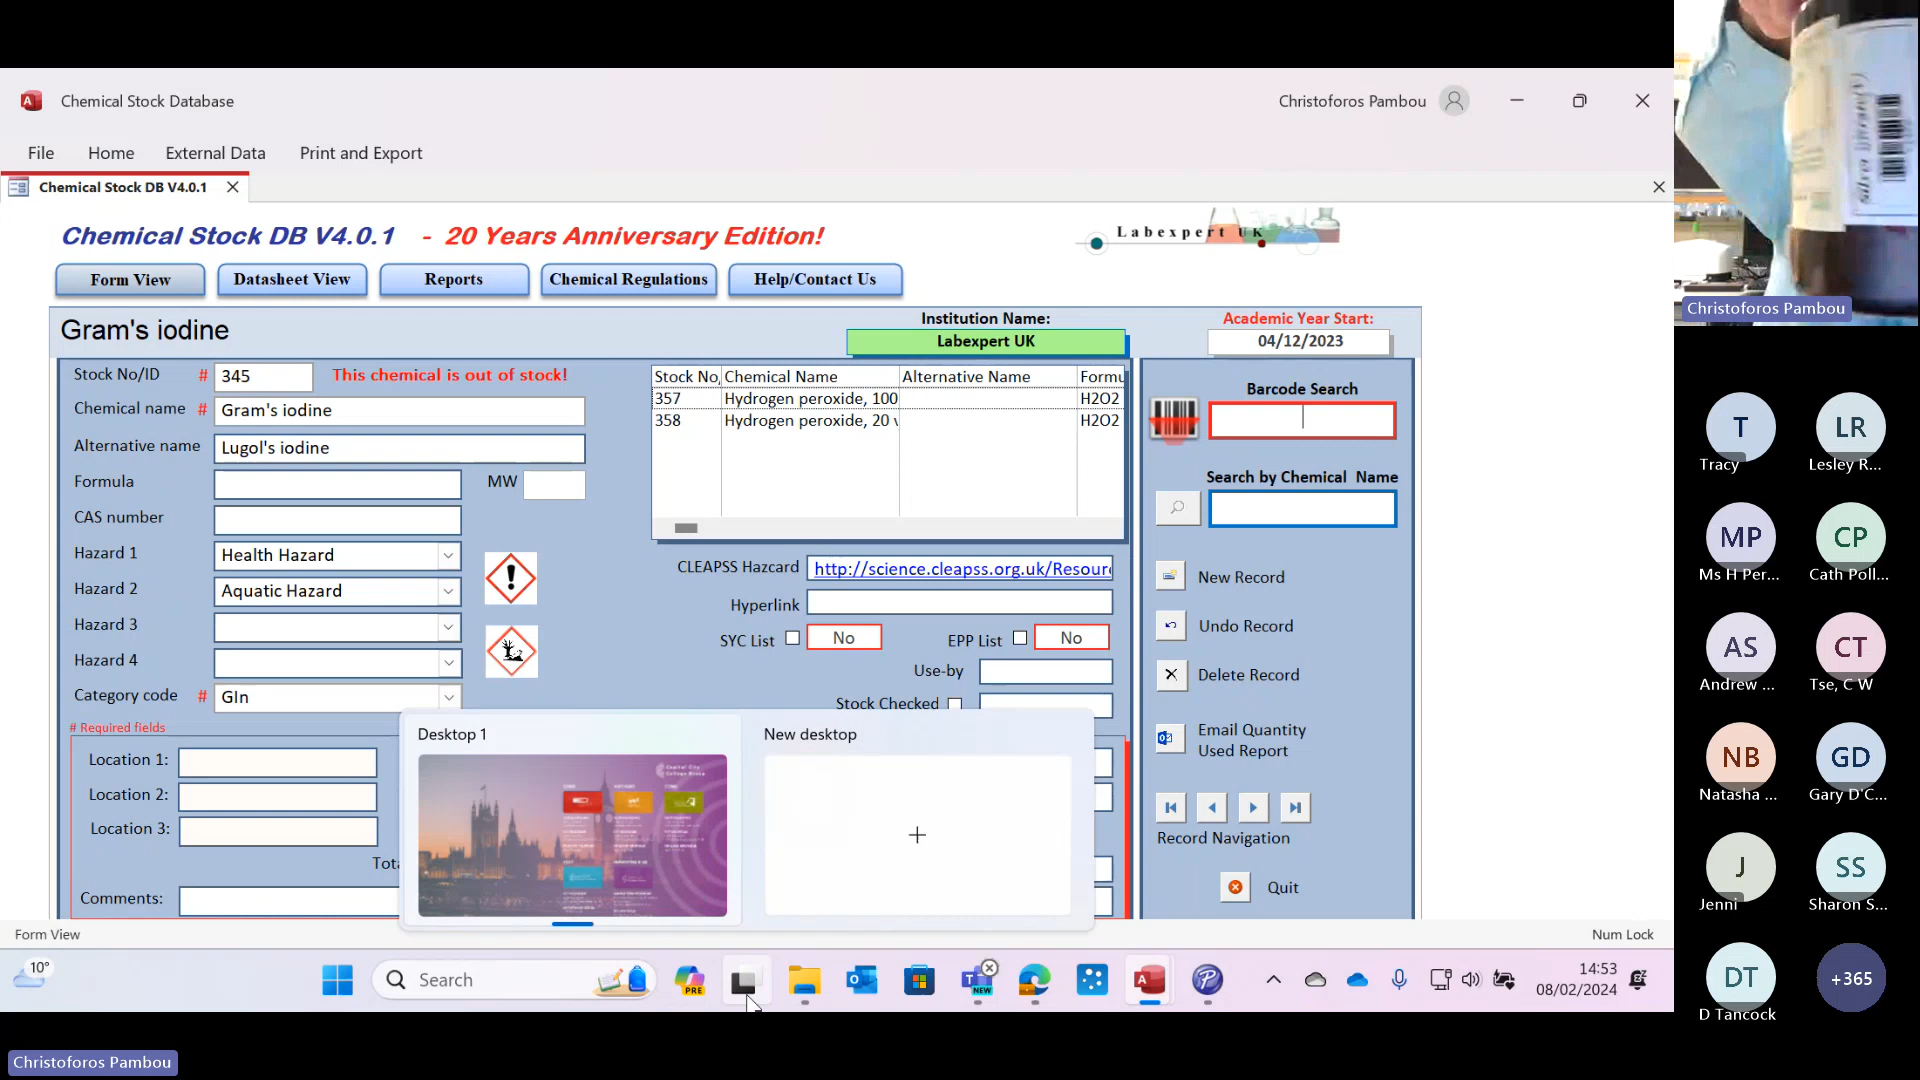 Chemical Stock Database
Christoforos Pambou
File Home External Data Print and Export
Chemical Stock DB V4.0.1
Chemical Stock DB V4.0.1 - 20 Years Anniversary Edition!
Labexpert UK
Form View Datasheet View Reports Chemical Regulations Help/Contact Us
Gram's iodine
Institution Name:
Labexpert UK
Academic Year Start:
04/12/2023
Stock No/ID # 345 This chemical is out of stock!
Chemical name # Gram's iodine
Alternative name Lugol's iodine
Formula MW
CAS number
Hazard 1 Health Hazard
Hazard 2 Aquatic Hazard
Hazard 3
Hazard 4
Category code # GIn
# Required fields
Location 1:
Location 2:
Location 3:
Tota
Comments:
Stock No, Chemical Name Alternative Name Formu
357 Hydrogen peroxide, 100 H2O2
358 Hydrogen peroxide, 20 v H2O2
CLEAPSS Hazcard http://science.cleapss.org.uk/Resour
Hyperlink
SYC List No EPP List No
Use-by
Stock Checked
Barcode Search
Search by Chemical Name
New Record
Undo Record
Delete Record
Email Quantity
Used Report
Record Navigation
Quit
Desktop 1
New desktop
Form View
Num Lock
10°
Search
PRE
NEW
14:53
08/02/2024
Christoforos Pambou
Christoforos Pambou
T LR
Tracy Lesley R...
MP CP
Ms H Per... Cath Poll...
AS CT
Andrew ... Tse, C W
NB GD
Natasha ... Gary D'C...
J SS
Jenni Sharon S...
DT +365
D Tancock